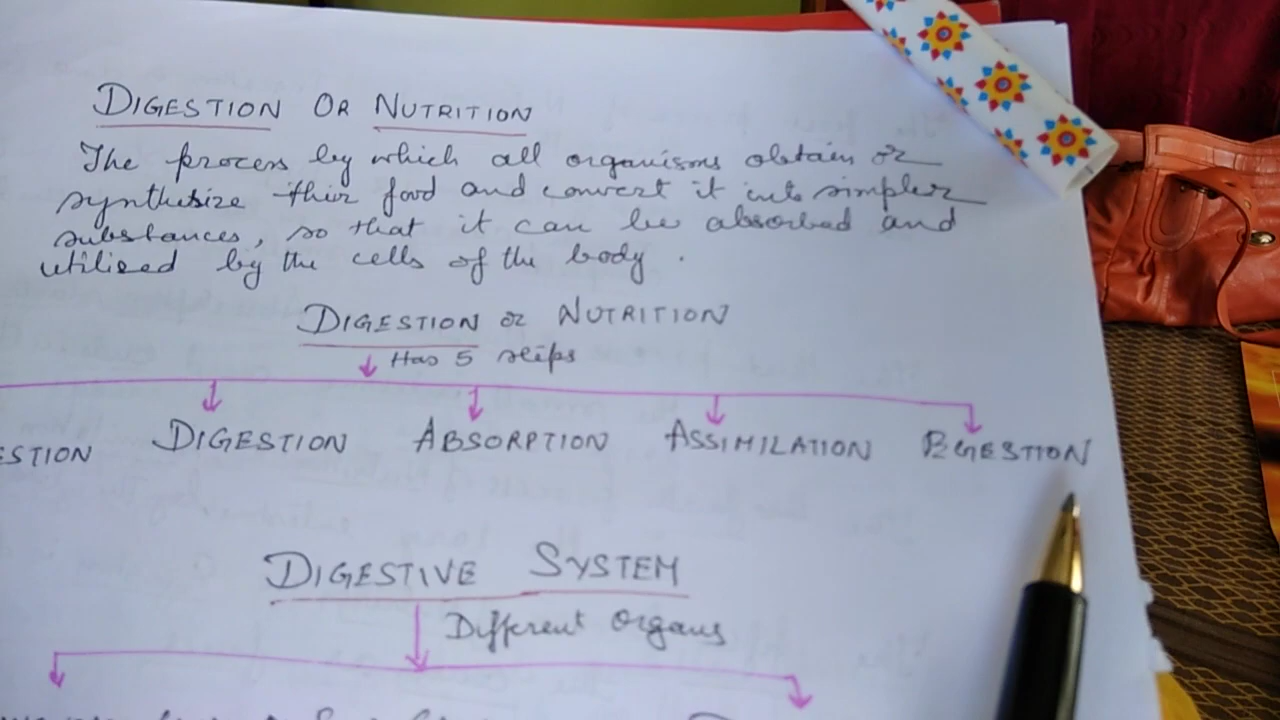 DIGESTION OR NUTRITION
The process by which all organisms obtain or
synthesize their food and convert it into simpler
substances, so that it can be absorbed and
utilised by the cells of the body.
DIGESTION or NUTRITION
Has 5 steps
ESTION DIGESTION ABSORPTION ASSIMILATION EGESTION
DIGESTIVE SYSTEM
Different Organs